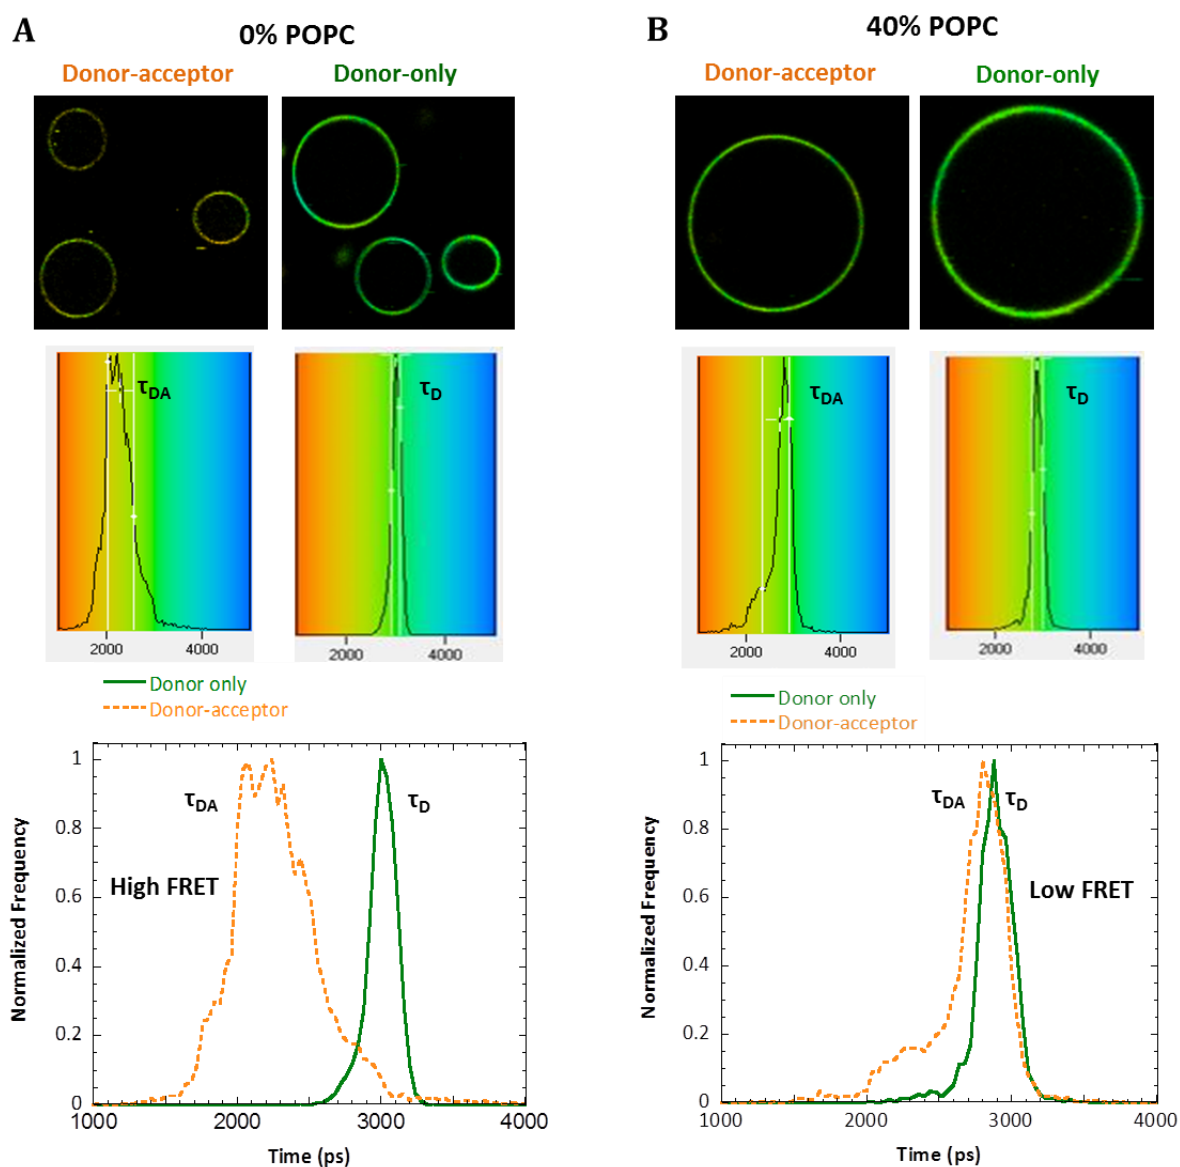 A
0% POPC
Donor-acceptor
Donor-only
τDA
τD
2000
4000
2000
4000
Donor only
Donor-acceptor
1
0.8
0.6
0.4
0.2
0
τDA
τD
High FRET
Normalized Frequency
1000
2000
3000
4000
Time (ps)
B
40% POPC
Donor-acceptor
Donor-only
τDA
τD
2000
4000
2000
4000
Donor only
Donor-acceptor
1
0.8
0.6
0.4
0.2
0
τDA
τD
Low FRET
Normalized Frequency
1000
2000
3000
4000
Time (ps)